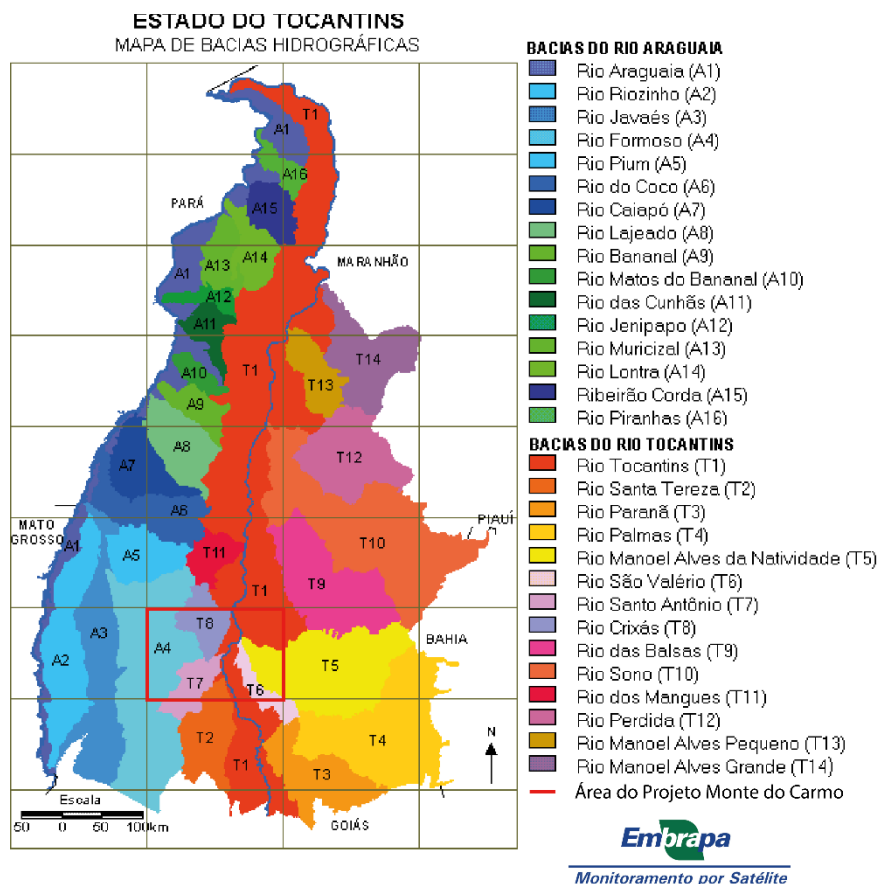 ESTADO DO TOCANTINS
MAPA DE BACIAS HIDROGRÁFICAS
T1
A1
A16
A15
PARÁ
A14
A13
A1
MARANHÃO
A12
A11
T14
T1
A10
T13
A9
A8
A7
T12
A6
PIAUÍ
MATO
GROSSO
A1
A5
T11
T10
T9
T1
T8
A3
A4
BAHIA
A2
T5
T7
T6
T2
T4
T1
T3
N
Escala
50 0 50 100km
GOIÁS
BACIAS DO RIO ARAGUAIA
Rio Araguaia (A1)
Rio Riozinho (A2)
Rio Javaés (A3)
Rio Formoso (A4)
Rio Pium (A5)
Rio do Coco (A6)
Rio Caiapó (A7)
Rio Lajeado (A8)
Rio Bananal (A9)
Rio Matos do Bananal (A10)
Rio das Cunhãs (A11)
Rio Jenipapo (A12)
Rio Muricizal (A13)
Rio Lontra (A14)
Ribeirão Corda (A15)
Rio Piranhas (A16)
BACIAS DO RIO TOCANTINS
Rio Tocantins (T1)
Rio Santa Tereza (T2)
Rio Paranã (T3)
Rio Palmas (T4)
Rio Manoel Alves da Natividade (T5)
Rio São Valério (T6)
Rio Santo Antônio (T7)
Rio Crixás (T8)
Rio das Balsas (T9)
Rio Sono (T10)
Rio dos Mangues (T11)
Rio Perdida (T12)
Rio Manoel Alves Pequeno (T13)
Rio Manoel Alves Grande (T14)
Área do Projeto Monte do Carmo
Embrapa
Monitoramento por Satélite